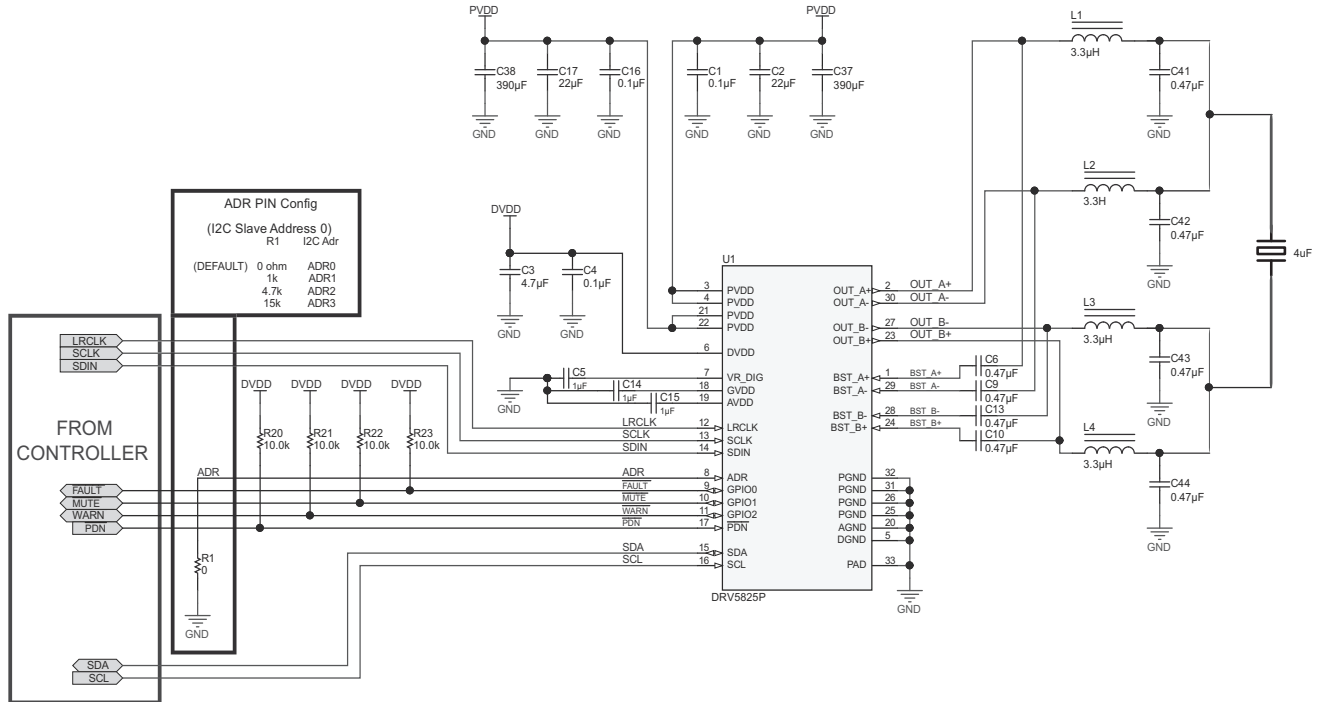 PVDD
C38
390µF
C17
22µF
C16
0.1µF
GND
GND
GND
PVDD
C1
0.1µF
C2
22µF
C37
390µF
GND
GND
GND
L1
3.3µH
C41
0.47µF
GND
L2
3.3H
C42
0.47µF
GND
4uF
L3
3.3µH
C43
0.47µF
GND
L4
3.3µH
C44
0.47µF
GND
ADR PIN Config
(I2C Slave Address 0)
R1 I2C Adr
(DEFAULT) 0 ohm ADR0
1k ADR1
4.7k ADR2
15k ADR3
DVDD
C3
4.7µF
C4
0.1µF
GND
GND
U1
3 PVDD
4 PVDD
21 PVDD
22 PVDD
6 DVDD
7 VR_DIG
18 GVDD
19 AVDD
LRCLK 12 LRCLK
SCLK 13 SCLK
SDIN 14 SDIN
ADR 8 ADR
FAULT 9 GPIO0
MUTE 10 GPIO1
WARN 11 GPIO2
PDN 17 PDN
SDA 15 SDA
SCL 16 SCL
OUT_A+ 2 OUT_A+
OUT_A- 30 OUT_A-
OUT_B- 27 OUT_B-
OUT_B+ 23 OUT_B+
BST_A+ 1 BST_A+
BST_A- 29 BST_A-
BST_B- 28 BST_B-
BST_B+ 24 BST_B+
PGND 32
PGND 31
PGND 26
PGND 25
AGND 20
DGND 5
PAD 33
DRV5825P
GND
C6
0.47µF
C9
0.47µF
C13
0.47µF
C10
0.47µF
C5
1µF
C14
1µF
C15
1µF
GND
LRCLK
SCLK
SDIN
FROM
CONTROLLER
FAULT
MUTE
WARN
PDN
SDA
SCL
DVDD DVDD DVDD DVDD
R20
10.0k
R21
10.0k
R22
10.0k
R23
10.0k
ADR
R1
0
GND